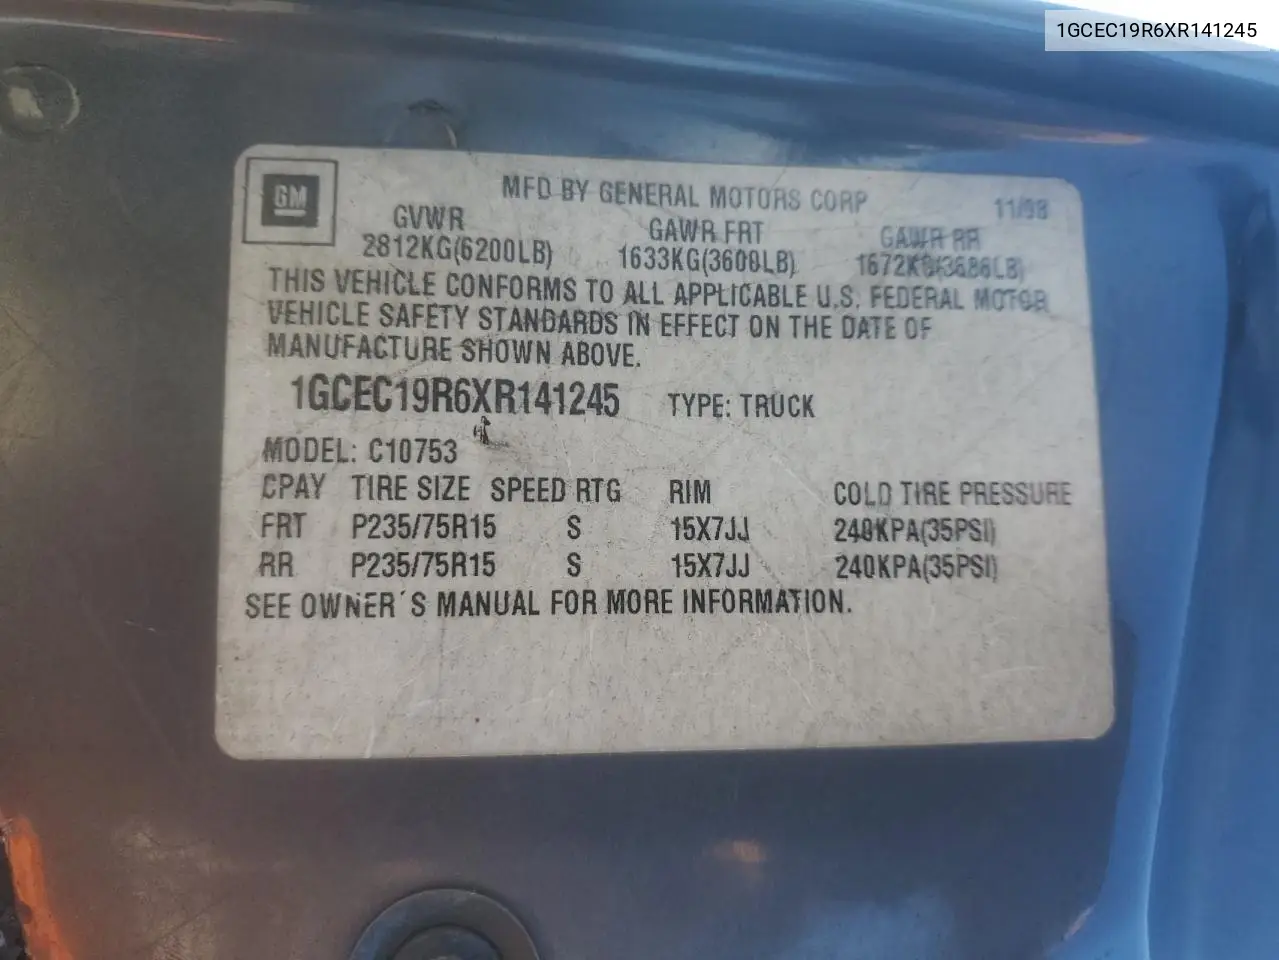 1GCEC19R6XR141245
GM
MFD BY GENERAL MOTORS CORP 11/98
GVWR GAWR FRT GAWR RR
2812KG(6200LB) 1633KG(3600LB) 1672KG(3686LB)
THIS VEHICLE CONFORMS TO ALL APPLICABLE U.S. FEDERAL MOTOR
VEHICLE SAFETY STANDARDS IN EFFECT ON THE DATE OF
MANUFACTURE SHOWN ABOVE.
1GCEC19R6XR141245 TYPE: TRUCK
MODEL: C10753
CPAY TIRE SIZE SPEED RTG RIM COLD TIRE PRESSURE
FRT P235/75R15 S 15X7JJ 240KPA(35PSI)
RR P235/75R15 S 15X7JJ 240KPA(35PSI)
SEE OWNER'S MANUAL FOR MORE INFORMATION.